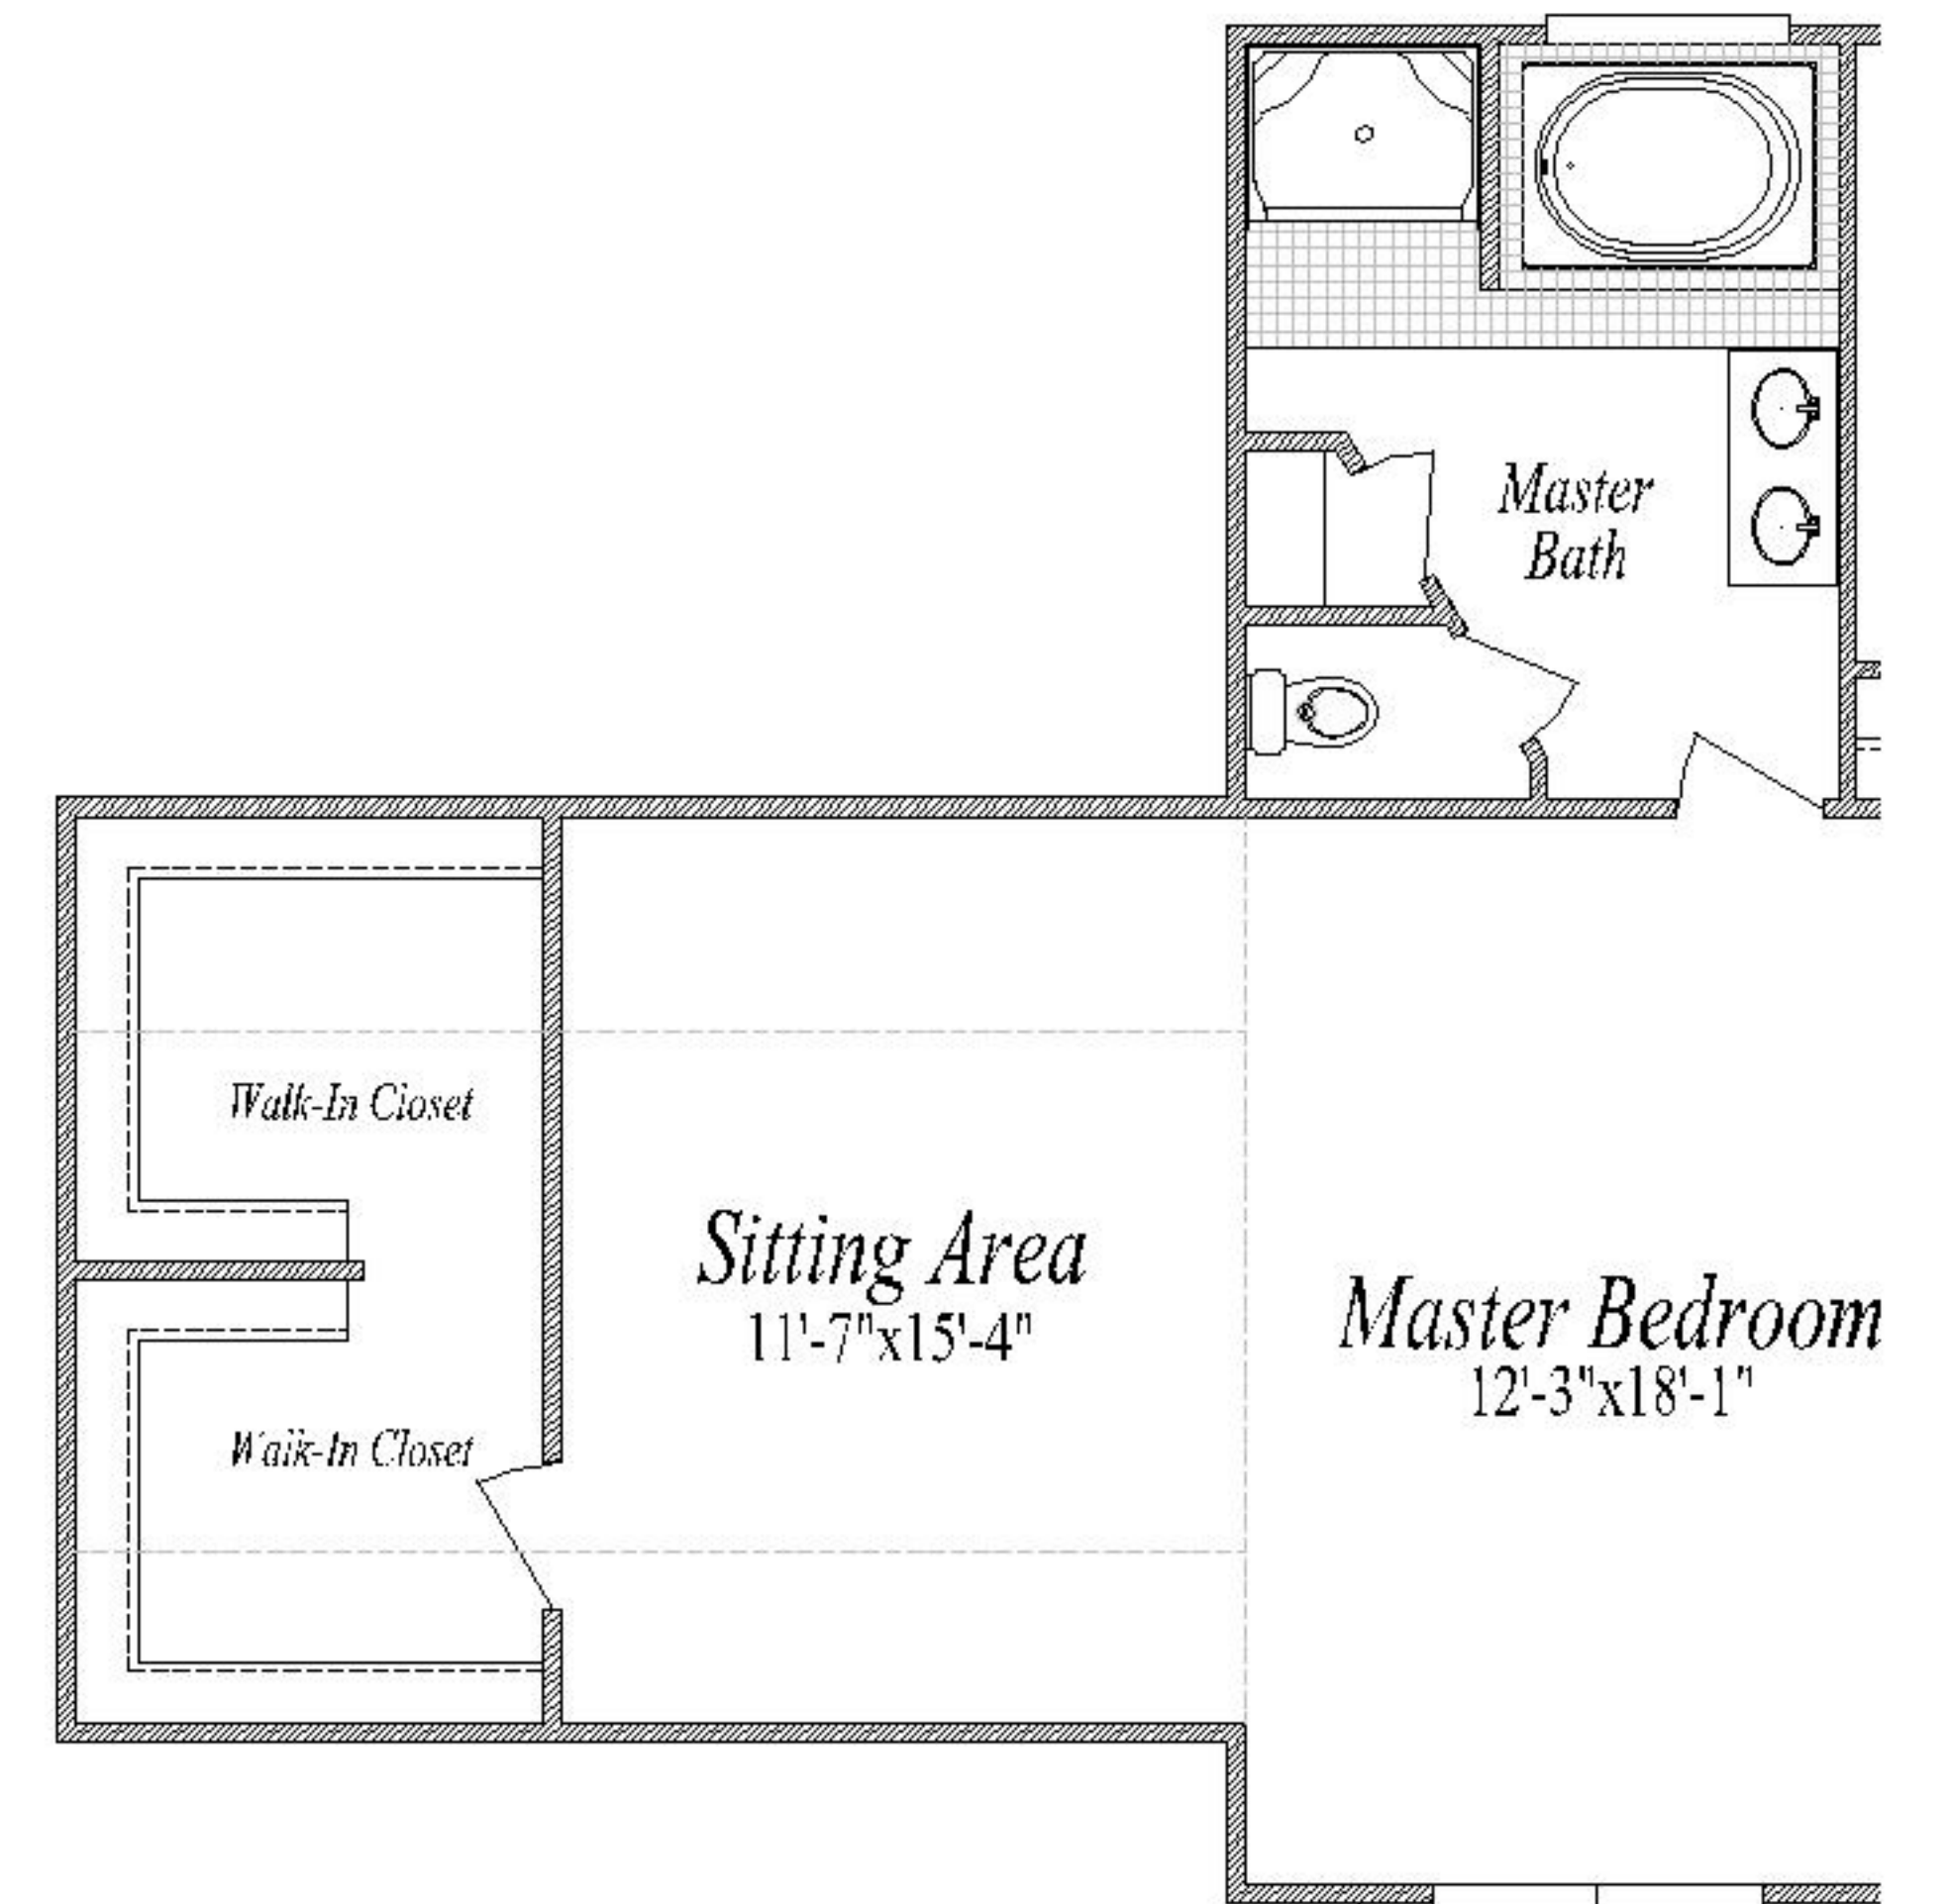 Master
Bath
Walk-In Closet
Sitting Area
11'-7"x15'-4"
Master Bedroom
12'-3"x18'-1"
Walk-In Closet